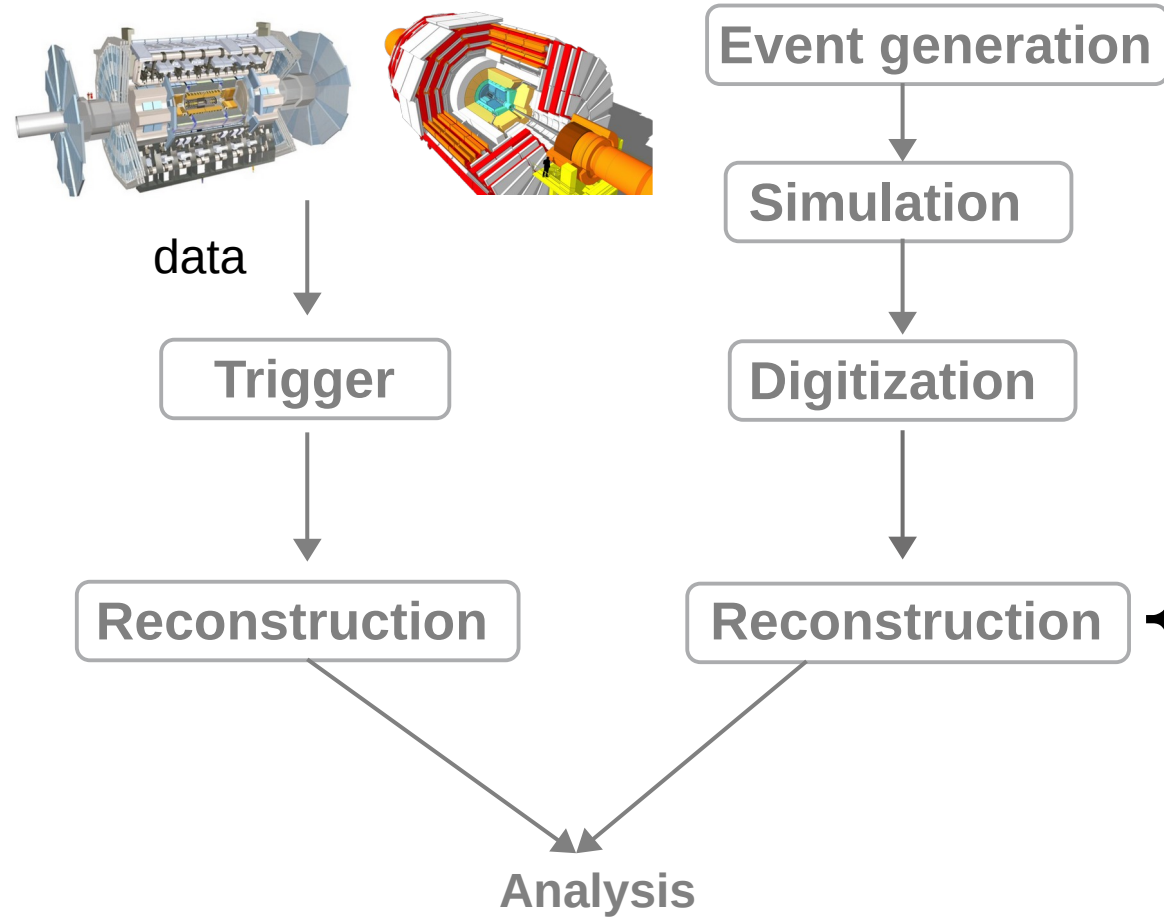 Event generation
Simulation
data
Trigger
Digitization
Reconstruction
Reconstruction
Analysis